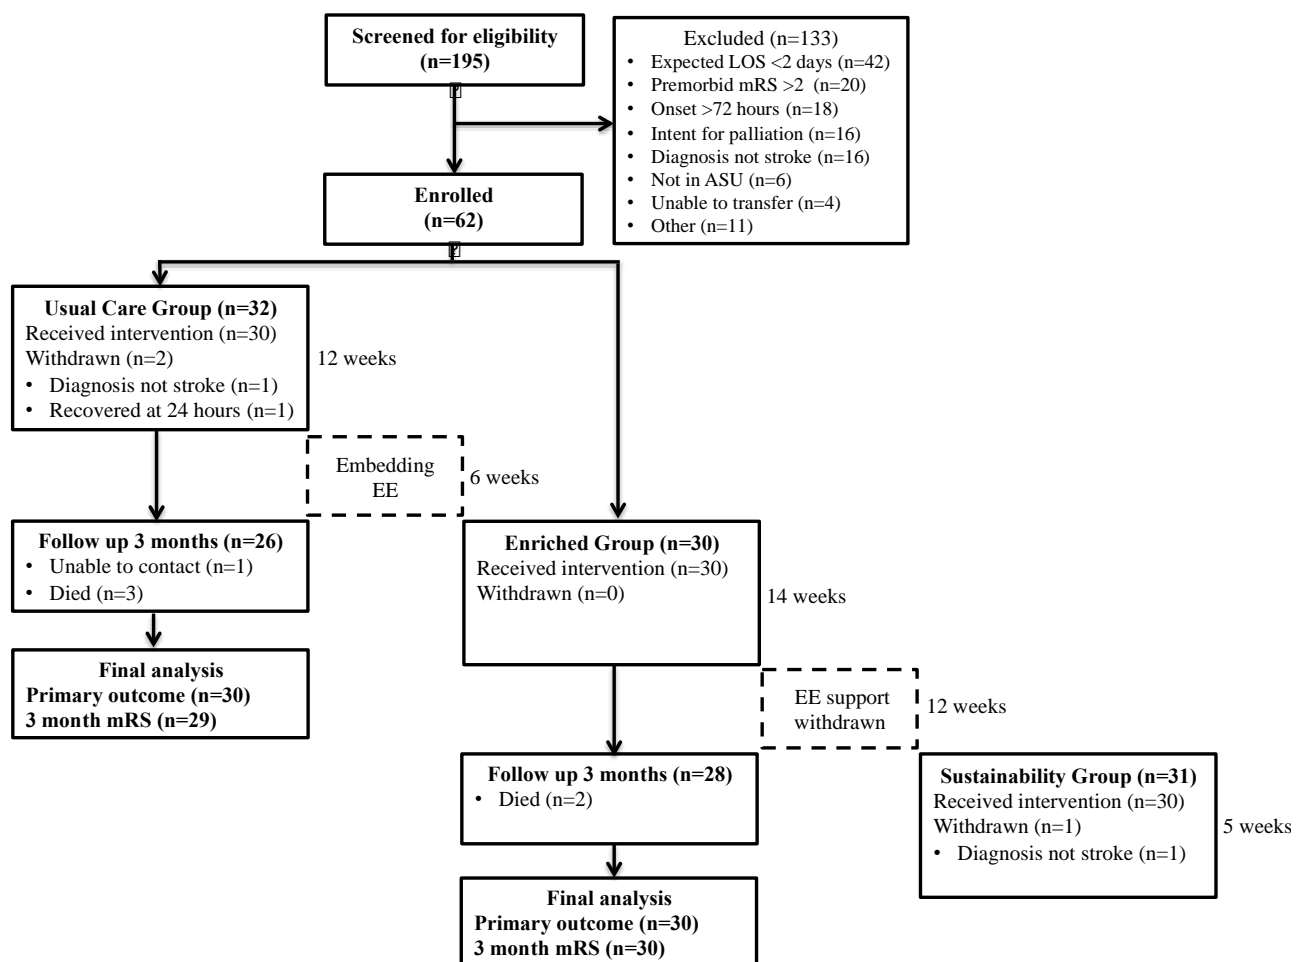 Screened for eligibility
(n=195)
Excluded (n=133)
• Expected LOS <2 days (n=42)
• Premorbid mRS >2 (n=20)
• Onset >72 hours (n=18)
• Intent for palliation (n=16)
• Diagnosis not stroke (n=16)
• Not in ASU (n=6)
• Unable to transfer (n=4)
• Other (n=11)
Enrolled
(n=62)
Usual Care Group (n=32)
Received intervention (n=30)
Withdrawn (n=2)
• Diagnosis not stroke (n=1)
• Recovered at 24 hours (n=1)
12 weeks
Embedding
EE
6 weeks
Follow up 3 months (n=26)
• Unable to contact (n=1)
• Died (n=3)
Final analysis
Primary outcome (n=30)
3 month mRS (n=29)
Enriched Group (n=30)
Received intervention (n=30)
Withdrawn (n=0)
14 weeks
EE support
withdrawn
12 weeks
Follow up 3 months (n=28)
• Died (n=2)
Final analysis
Primary outcome (n=30)
3 month mRS (n=30)
Sustainability Group (n=31)
Received intervention (n=30)
Withdrawn (n=1)
• Diagnosis not stroke (n=1)
5 weeks